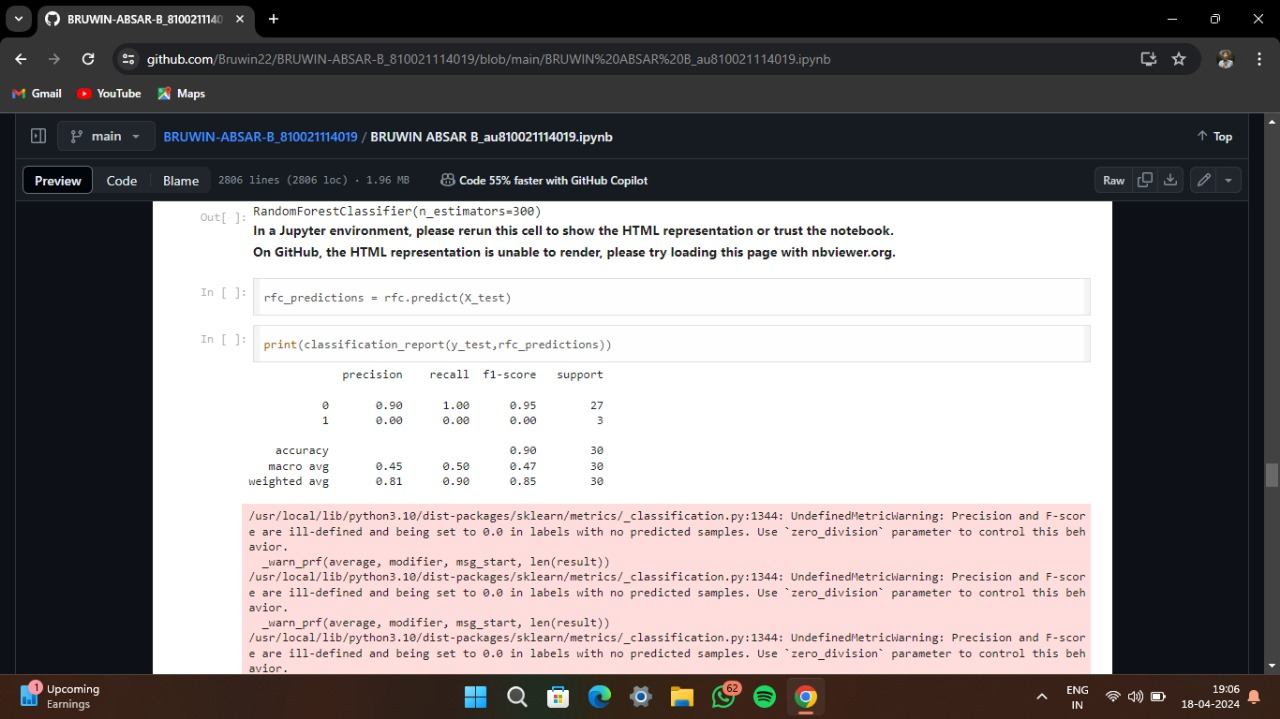 BRUWIN-ABSAR-B_810021114019
github.com/Bruwin22/BRUWIN-ABSAR-B_810021114019/blob/main/BRUWIN%20ABSAR%20B_au810021114019.ipynb
Gmail YouTube Maps
main BRUWIN-ABSAR-B_810021114019 / BRUWIN ABSAR B_au810021114019.ipynb Top
Preview Code Blame 2806 lines (2806 loc) · 1.96 MB Code 55% faster with GitHub Copilot Raw
Out[ ]: RandomForestClassifier(n_estimators=300)
In a Jupyter environment, please rerun this cell to show the HTML representation or trust the notebook.
On GitHub, the HTML representation is unable to render, please try loading this page with nbviewer.org.
In [ ]: rfc_predictions = rfc.predict(X_test)
In [ ]: print(classification_report(y_test,rfc_predictions))
precision recall f1-score support
0 0.90 1.00 0.95 27
1 0.00 0.00 0.00 3
accuracy 0.90 30
macro avg 0.45 0.50 0.47 30
weighted avg 0.81 0.90 0.85 30
/usr/local/lib/python3.10/dist-packages/sklearn/metrics/_classification.py:1344: UndefinedMetricWarning: Precision and F-scor
e are ill-defined and being set to 0.0 in labels with no predicted samples. Use `zero_division` parameter to control this beh
avior.
_warn_prf(average, modifier, msg_start, len(result))
/usr/local/lib/python3.10/dist-packages/sklearn/metrics/_classification.py:1344: UndefinedMetricWarning: Precision and F-scor
e are ill-defined and being set to 0.0 in labels with no predicted samples. Use `zero_division` parameter to control this beh
avior.
_warn_prf(average, modifier, msg_start, len(result))
/usr/local/lib/python3.10/dist-packages/sklearn/metrics/_classification.py:1344: UndefinedMetricWarning: Precision and F-scor
e are ill-defined and being set to 0.0 in labels with no predicted samples. Use `zero_division` parameter to control this beh
avior.
1 Upcoming 62 ENG 19:06
Earnings IN 18-04-2024